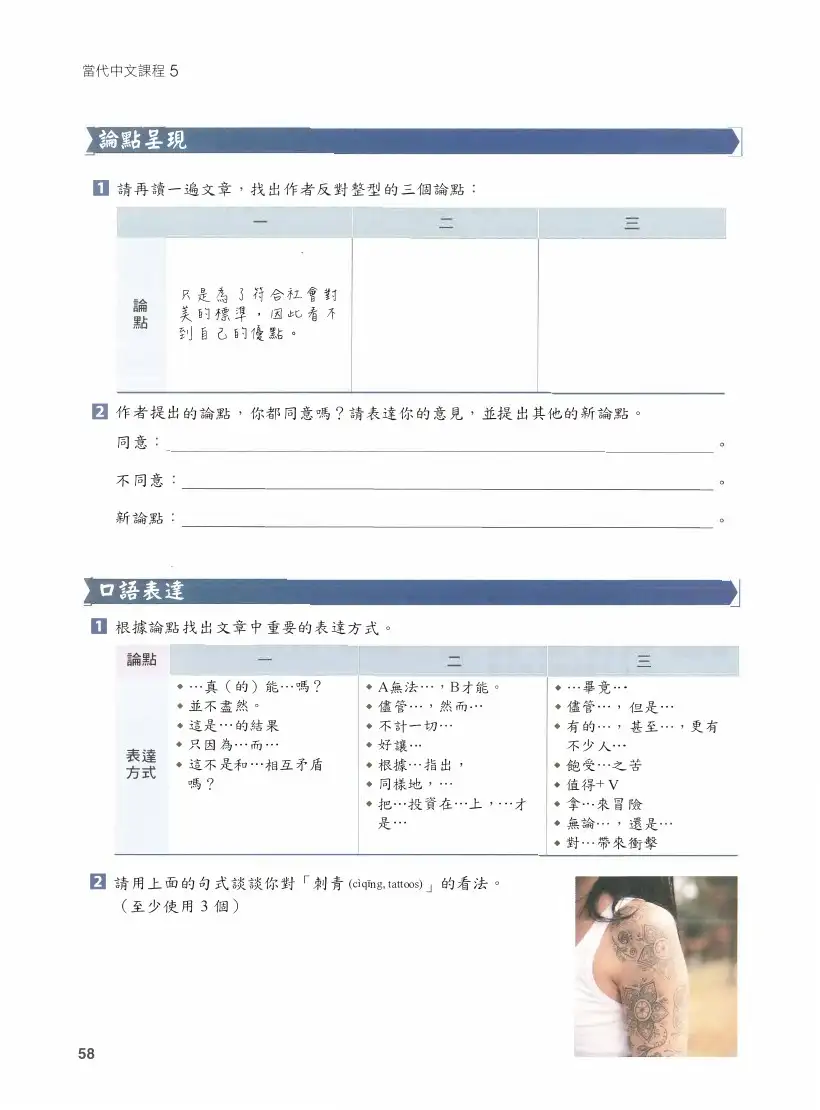 當代中文課程 5
論點呈現
1 請再讀一遍文章，找出作者反對整型的三個論點：
一 二 三
論點
只是為了符合社會對
美的標準，因此看不
到自己的優點。
2 作者提出的論點，你都同意嗎？請表達你的意見，並提出其他的新論點。
同意：。
不同意：。
新論點：。
口語表達
1 根據論點找出文章中重要的表達方式。
論點 一 二 三
表達方式
◆ …真（的）能…嗎？
◆ 並不盡然。
◆ 這是…的結果
◆ 只因為…而…
◆ 這不是和…相互矛盾
嗎？
◆ A無法…，B才能。
◆ 儘管…，然而…
◆ 不計一切…
◆ 好讓…
◆ 根據…指出，
◆ 同樣地，…
◆ 把…投資在…上，…才
是…
◆ …畢竟…
◆ 儘管…，但是…
◆ 有的…，甚至…，更有
不少人…
◆ 飽受…之苦
◆ 值得+V
◆ 拿…來冒險
◆ 無論…，還是…
◆ 對…帶來衝擊
2 請用上面的句式談談你對「刺青 (cìqīng, tattoos)」的看法。
（至少使用 3 個）
58